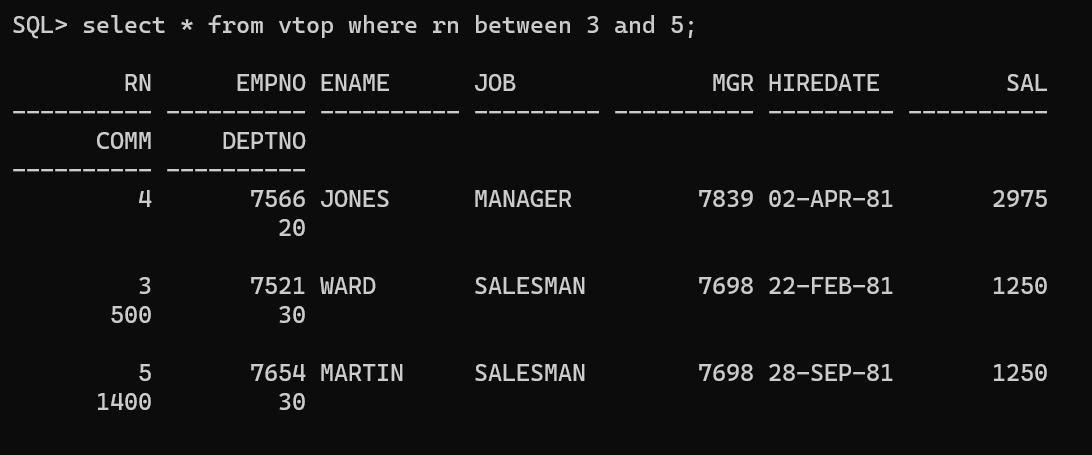 SQL> select * from vtop where rn between 3 and 5;
        RN      EMPNO ENAME      JOB              MGR HIREDATE         SAL
---------- ---------- ---------- --------- ---------- --------- ----------
      COMM     DEPTNO
---------- ----------
         4       7566 JONES      MANAGER         7839 02-APR-81       2975
                   20
         3       7521 WARD       SALESMAN        7698 22-FEB-81       1250
       500         30
         5       7654 MARTIN     SALESMAN        7698 28-SEP-81       1250
      1400         30